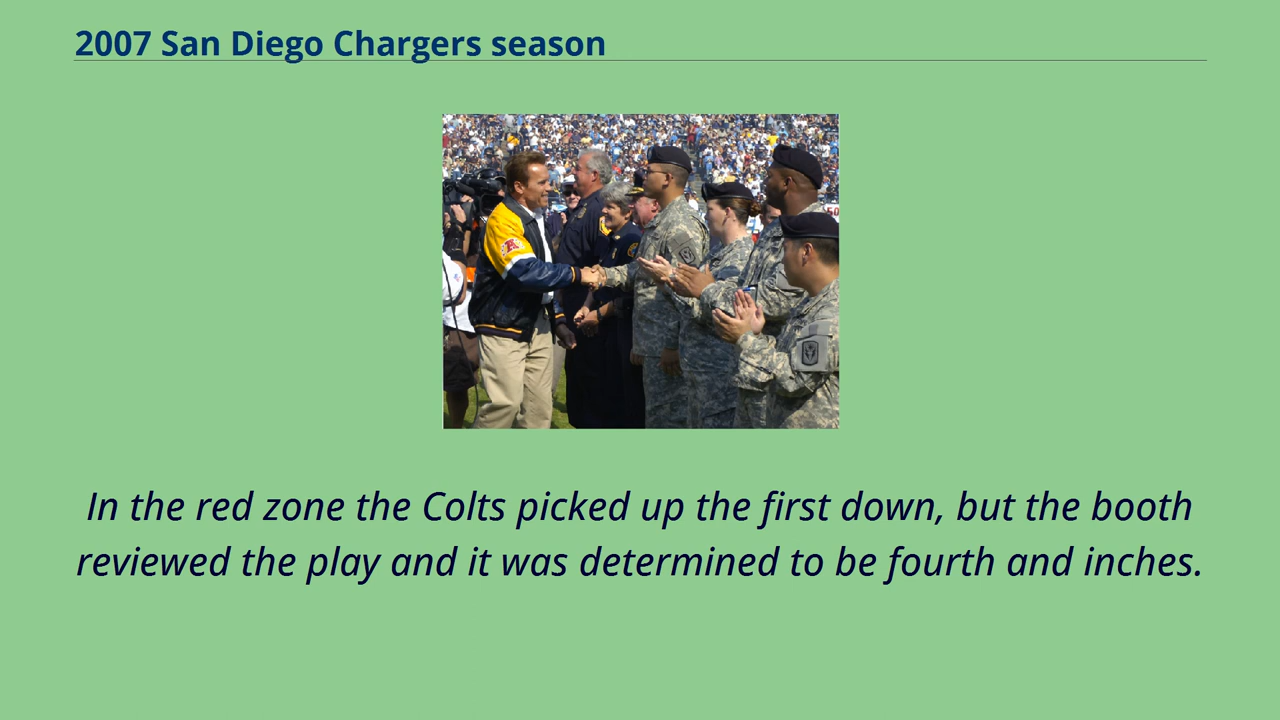 2007 San Diego Chargers season
In the red zone the Colts picked up the first down, but the booth
reviewed the play and it was determined to be fourth and inches.